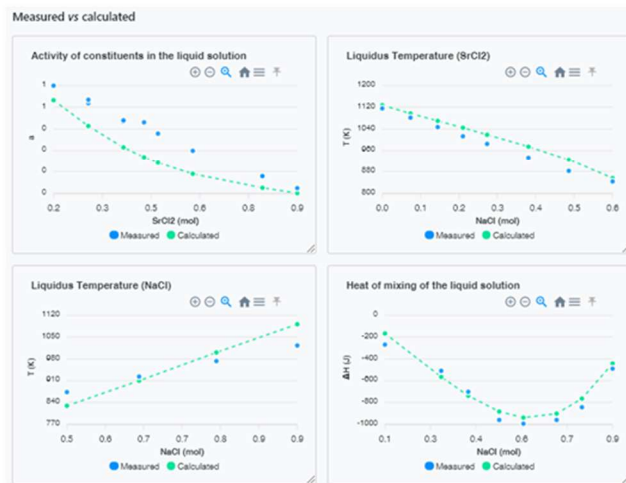 Measured vs calculated
Activity of constituents in the liquid solution
1
1
0
0
0
0
a
0.2 0.3 0.5 0.6 0.8 0.9
SrCl2 (mol)
Measured Calculated
Liquidus Temperature (SrCl2)
1200
1120
1040
960
880
800
T (K)
0.0 0.1 0.2 0.4 0.5 0.6
NaCl (mol)
Measured Calculated
Liquidus Temperature (NaCl)
1120
1050
980
910
840
770
T (K)
0.5 0.6 0.7 0.7 0.8 0.9 0.9
NaCl (mol)
Measured Calculated
Heat of mixing of the liquid solution
0
-200
-400
-600
-800
-1000
ΔH (J)
0.1 0.3 0.4 0.6 0.7 0.9
NaCl (mol)
Measured Calculated